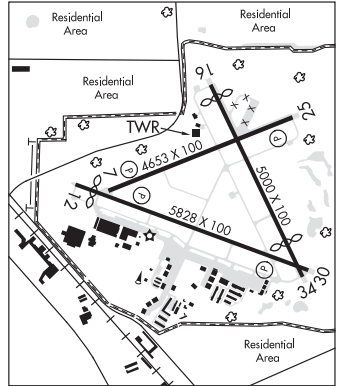 Residential
Area
Residential
Area
Residential
Area
16
25
TWR
P
P
4653 X 100
7
12
P
5000 X 100
5828 X 100
P
34
30
Residential
Area